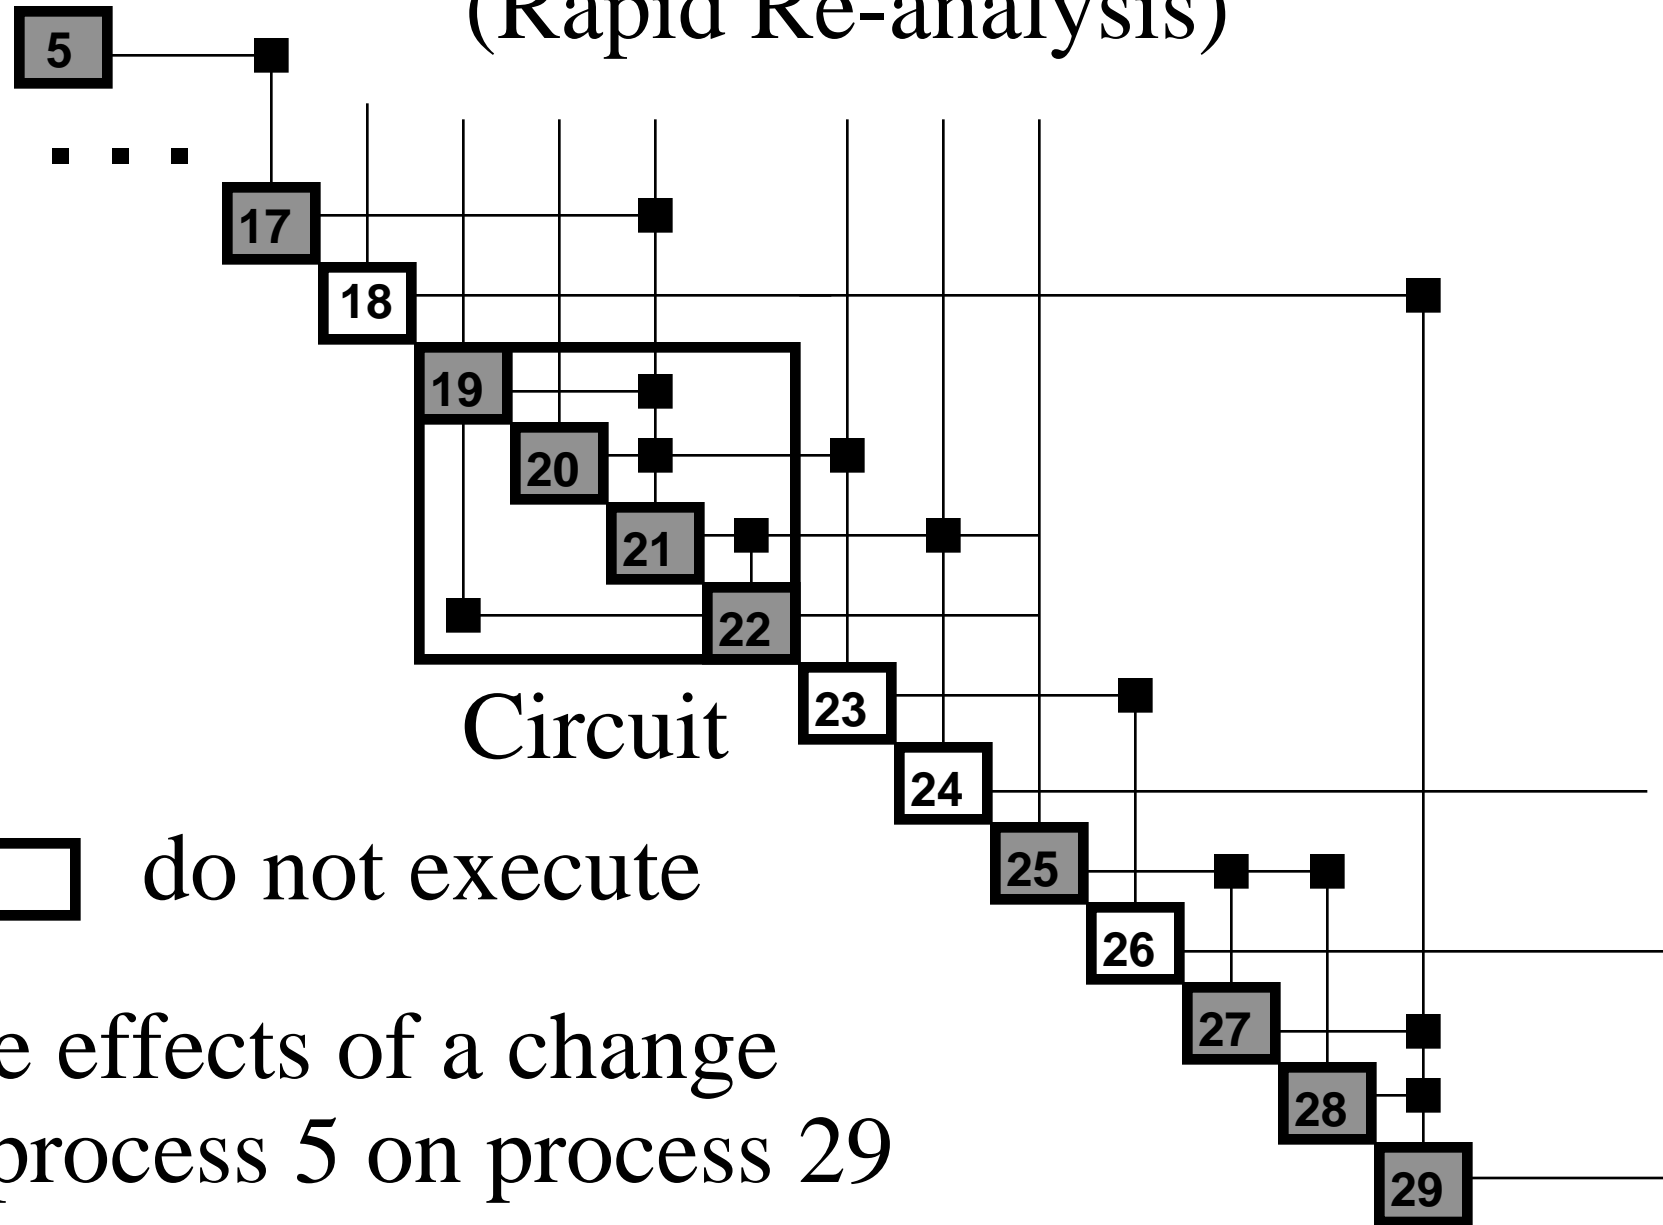 (Rapid Re-analysis)
5
. . .
17
18
19
20
21
22
Circuit
23
24
do not execute
25
26
effects of a change
27
28
process 5 on process 29
29